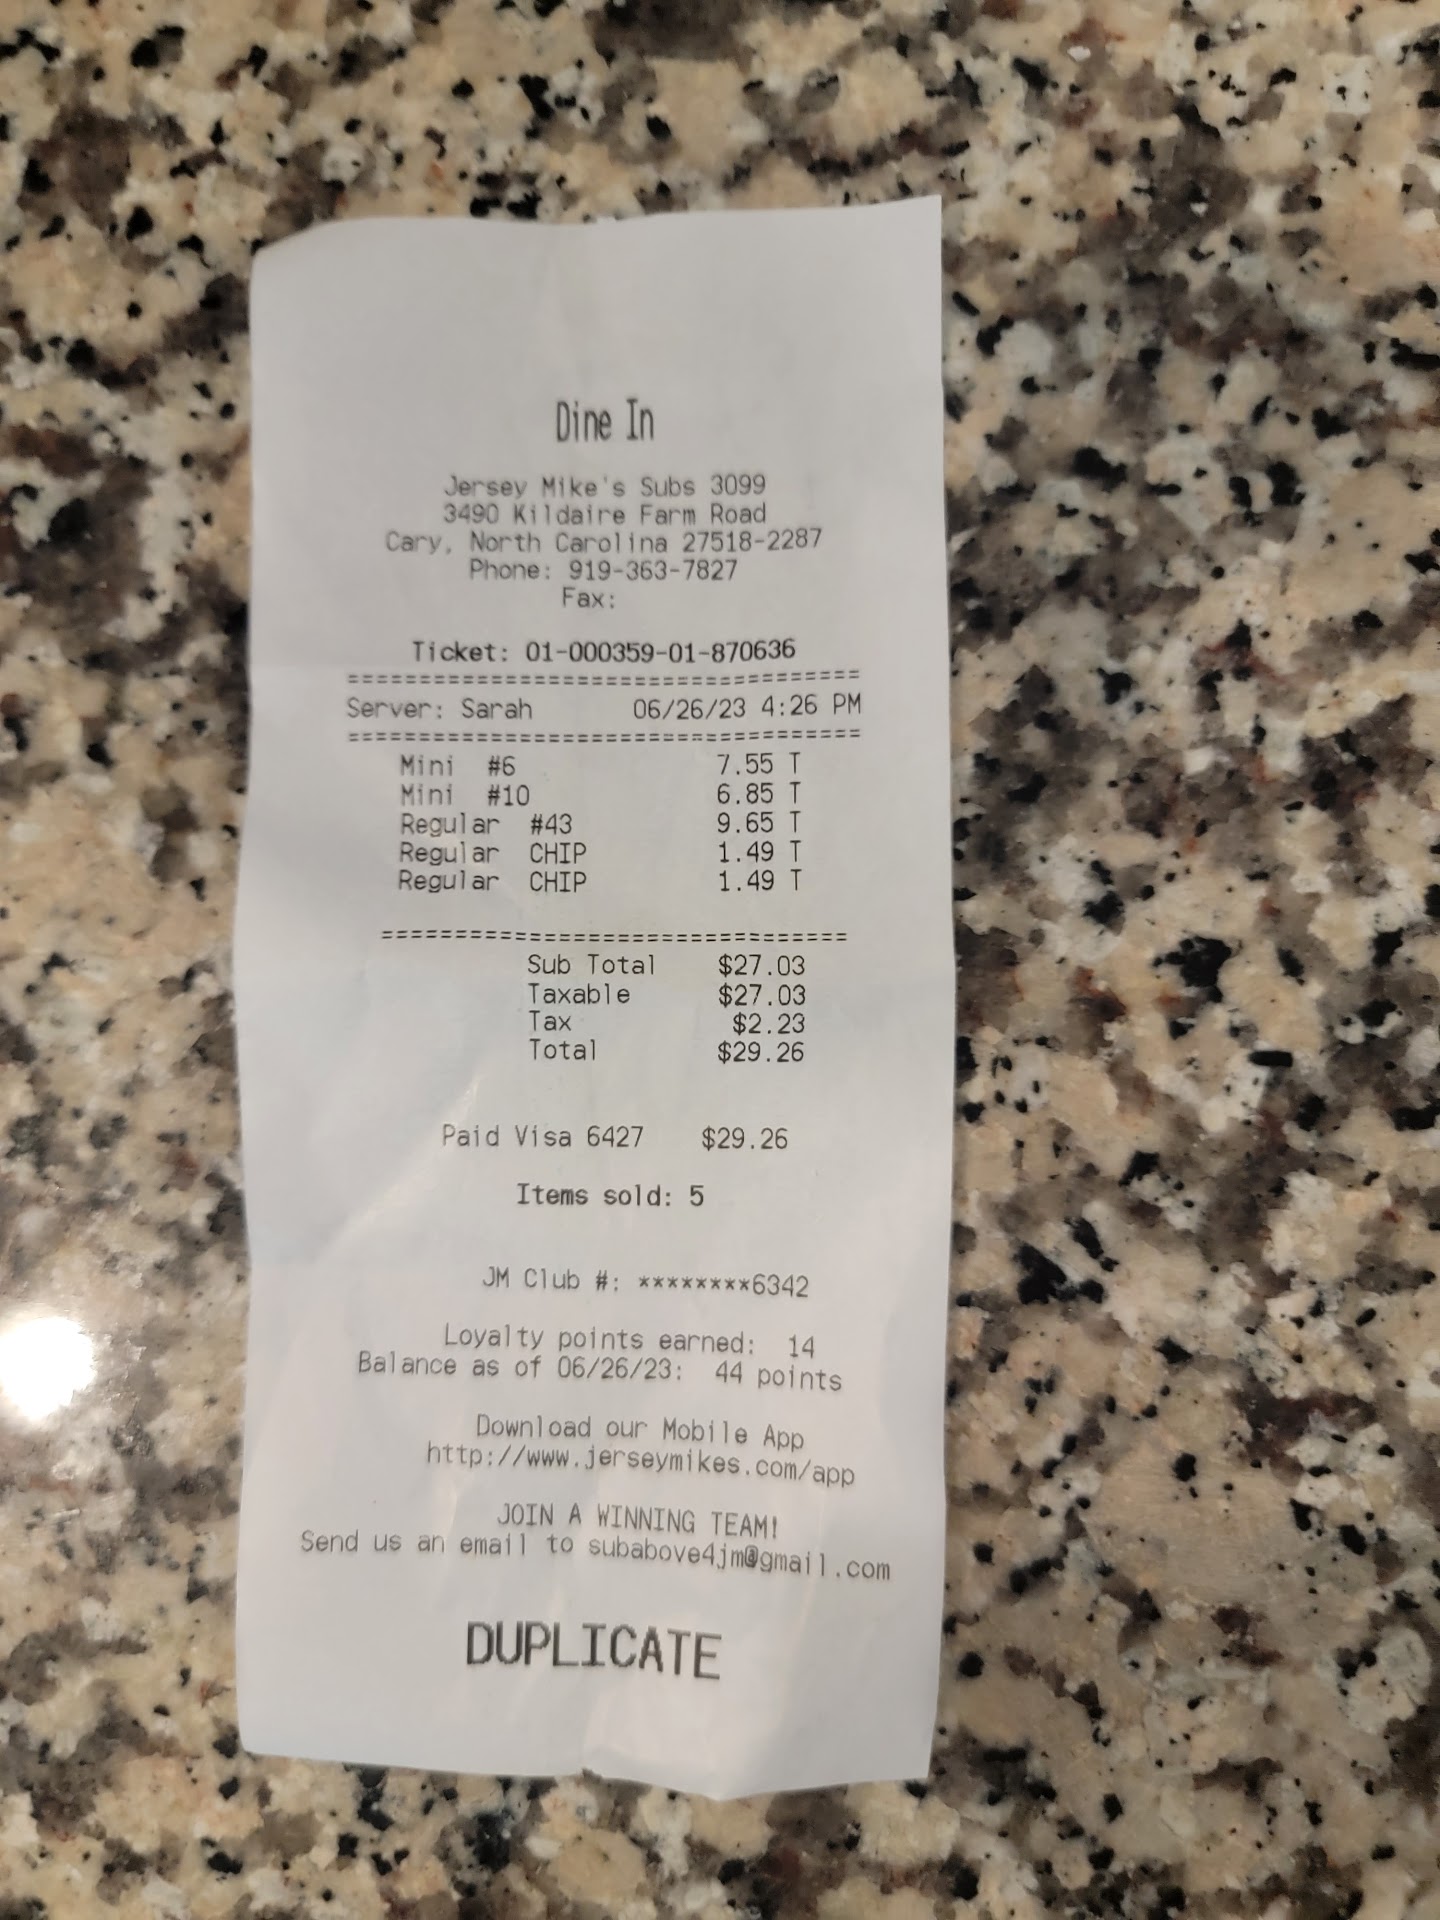 Dine In
Jersey Mike's Subs 3099
3490 Kildaire Farm Road
Cary, North Carolina 27518-2287
Phone: 919-363-7827
Fax:
Ticket: 01-000359-01-870636
====================================
Server: Sarah 06/26/23 4:26 PM
====================================
Mini #6 7.55 T
Mini #10 6.85 T
Regular #43 9.65 T
Regular CHIP 1.49 T
Regular CHIP 1.49 T
================================
Sub Total $27.03
Taxable $27.03
Tax $2.23
Total $29.26
Paid Visa 6427 $29.26
Items sold: 5
JM Club #: ********6342
Loyalty points earned: 14
Balance as of 06/26/23: 44 points
Download our Mobile App
http://www.jerseymikes.com/app
JOIN A WINNING TEAM!
Send us an email to subabove4jm@gmail.com
DUPLICATE